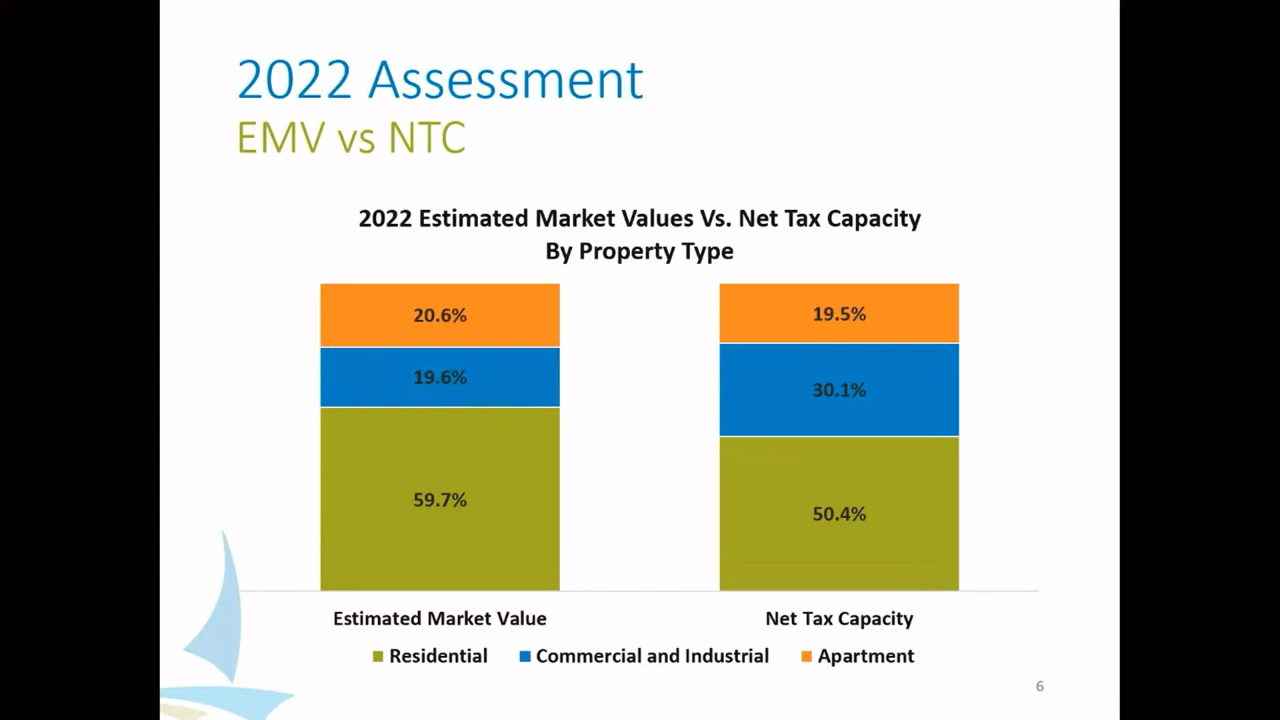 2022 Assessment
EMV vs NTC
2022 Estimated Market Values Vs. Net Tax Capacity
By Property Type
20.6%
19.5%
19.6%
30.1%
59.7%
50.4%
Estimated Market Value
Net Tax Capacity
Residential
Commercial and Industrial
Apartment
6